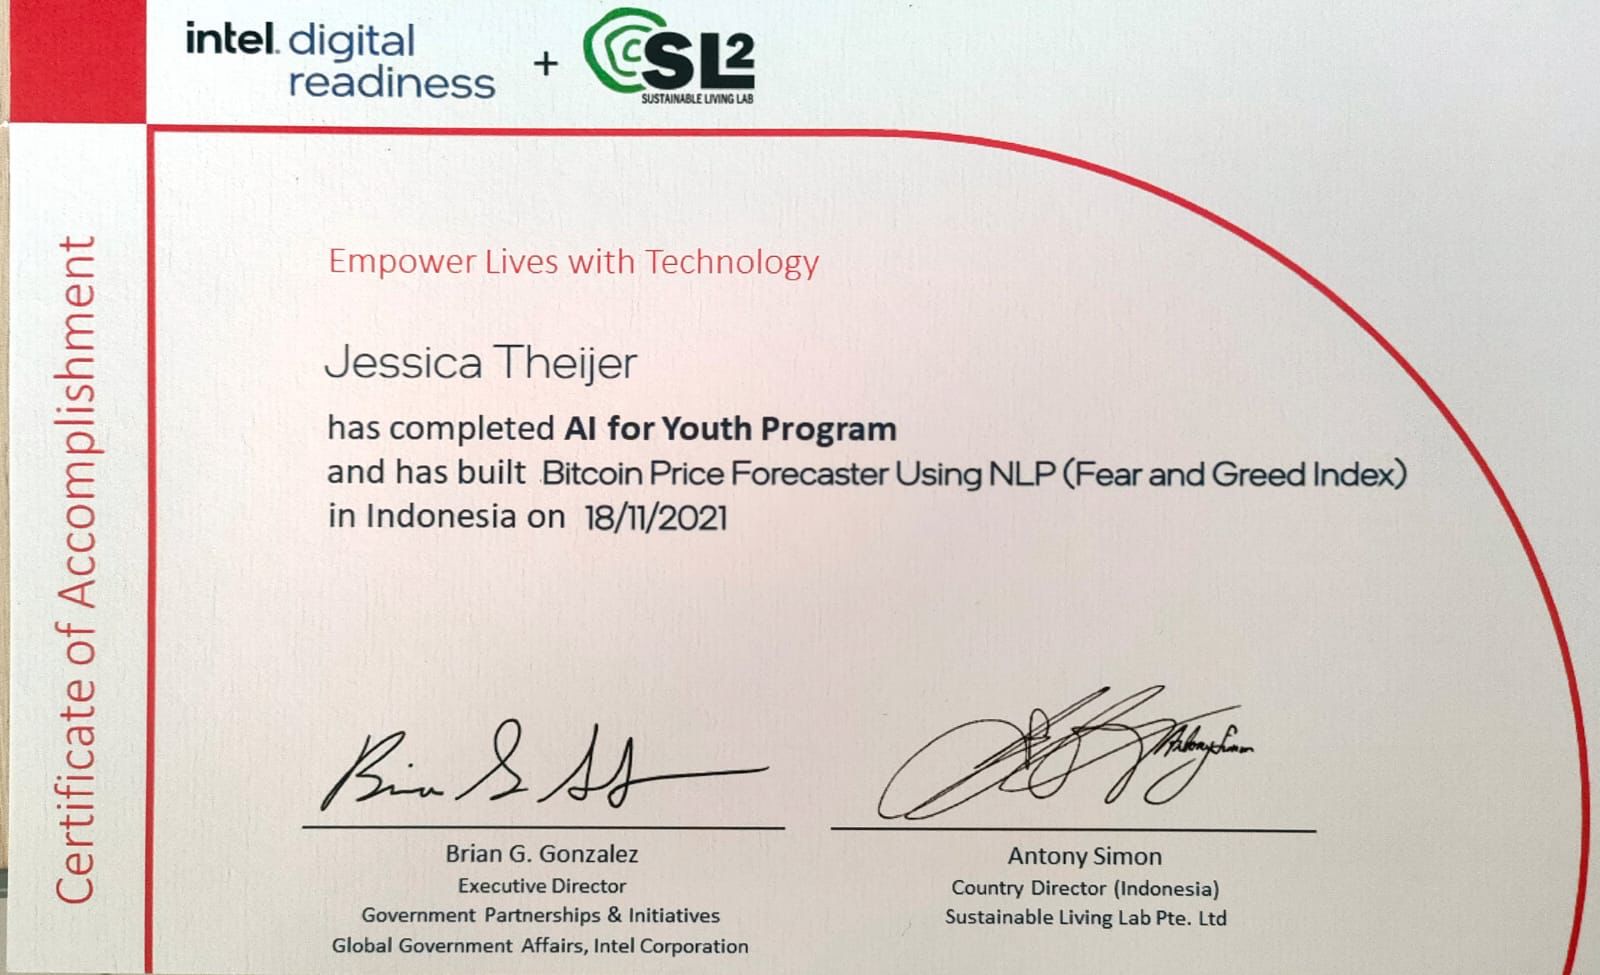 intel. digital
readiness
+
SL2
SUSTAINABLE LIVING LAB
Certificate of Accomplishment
Empower Lives with Technology
Jessica Theijer
has completed AI for Youth Program
and has built Bitcoin Price Forecaster Using NLP (Fear and Greed Index)
in Indonesia on 18/11/2021
Antony Simon
Brian G. Gonzalez
Executive Director
Government Partnerships & Initiatives
Global Government Affairs, Intel Corporation
Antony Simon
Country Director (Indonesia)
Sustainable Living Lab Pte. Ltd